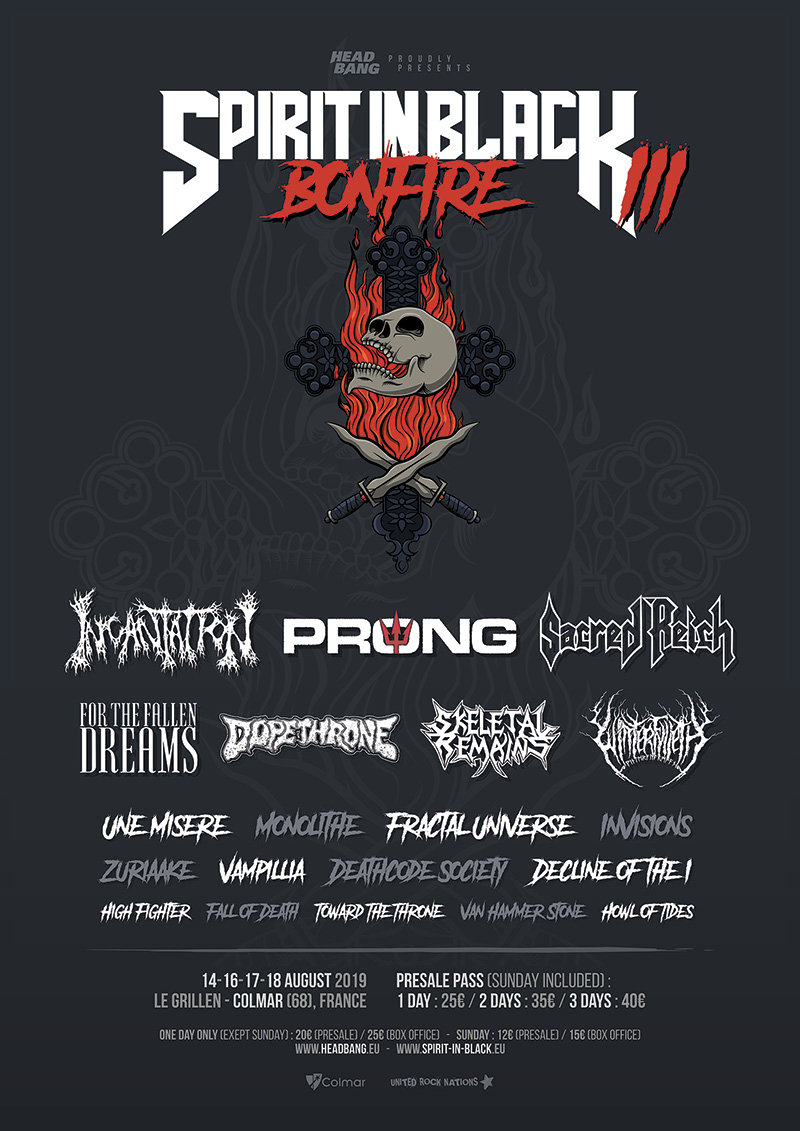 HEAD BANG PROUDLY PRESENTS
SPIRIT IN BLACK
BONFIRE III
INCANTATION PRONG Sacred Reich
FOR THE FALLEN DREAMS DOPETHRONE SKELETAL REMAINS WINTERFYLLETH
UNE MISERE MONOLITHE FRACTAL UNIVERSE INVISIONS
ZURIAAKE VAMPILLIA DEATHCODE SOCIETY DECLINE OF THE I
HIGH FIGHTER FALL OF DEATH TOWARD THE THRONE VAN HAMMER STONE HOWL OF TIDES
14-16-17-18 AUGUST 2019
LE GRILLEN - COLMAR (68), FRANCE
PRESALE PASS (SUNDAY INCLUDED) :
1 DAY : 25€ / 2 DAYS : 35€ / 3 DAYS : 40€
ONE DAY ONLY (EXEPT SUNDAY) : 20€ (PRESALE) / 25€ (BOX OFFICE) - SUNDAY : 12€ (PRESALE) / 15€ (BOX OFFICE)
WWW.HEADBANG.EU - WWW.SPIRIT-IN-BLACK.EU
Colmar UNITED ROCK NATIONS